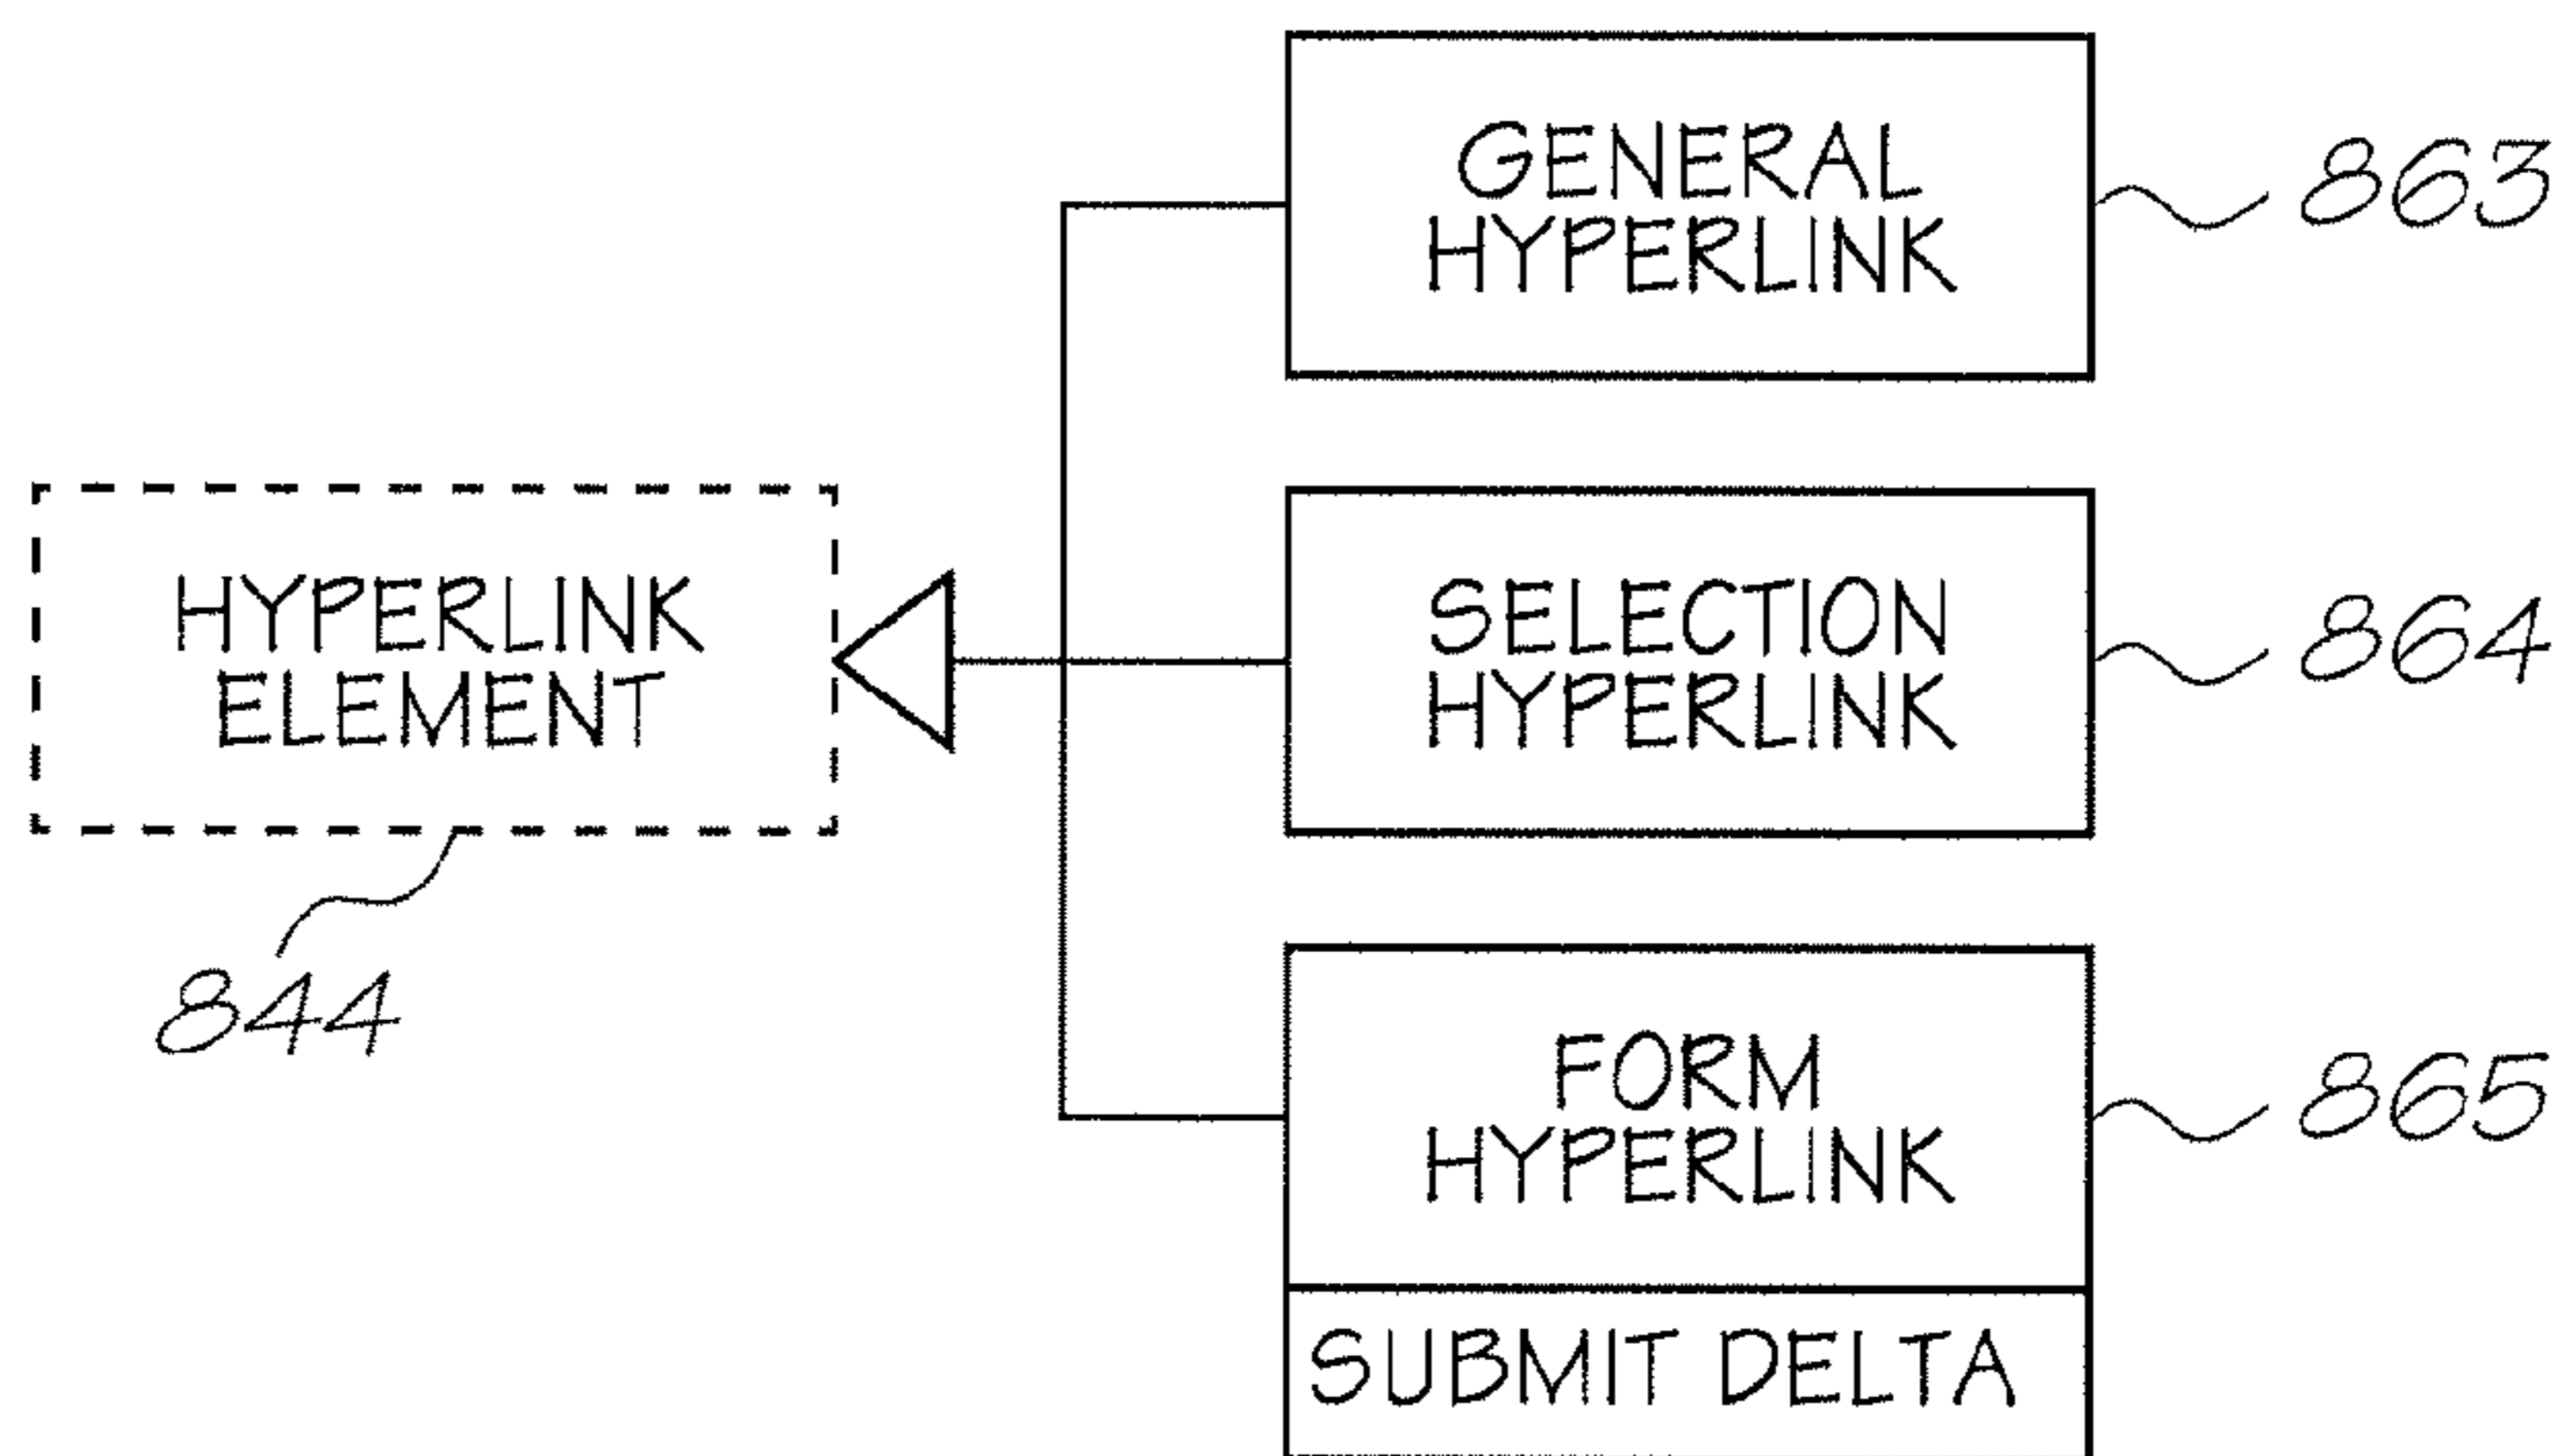 GENERAL
HYPERLINK
863
HYPERLINK
ELEMENT
844
SELECTION
HYPERLINK
864
FORM
HYPERLINK
865
SUBMIT DELTA